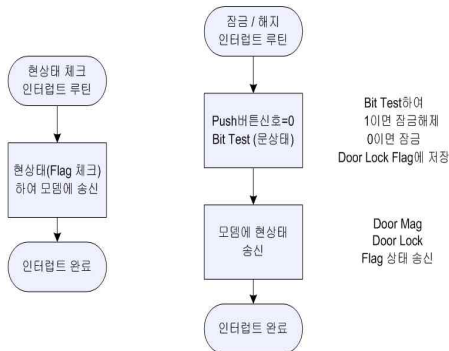 현상태 체크
인터럽트 루틴
현상태(Flag 체크)
하여 모뎀에 송신
인터럽트 완료
잠금 / 해지
인터럽트 루틴
Push버튼신호=0
Bit Test (문상태)
모뎀에 현상태
송신
인터럽트 완료
Bit Test하여
1이면 잠금해제
0이면 잠금
Door Lock Flag에 저장
Door Mag
Door Lock
Flag 상태 송신